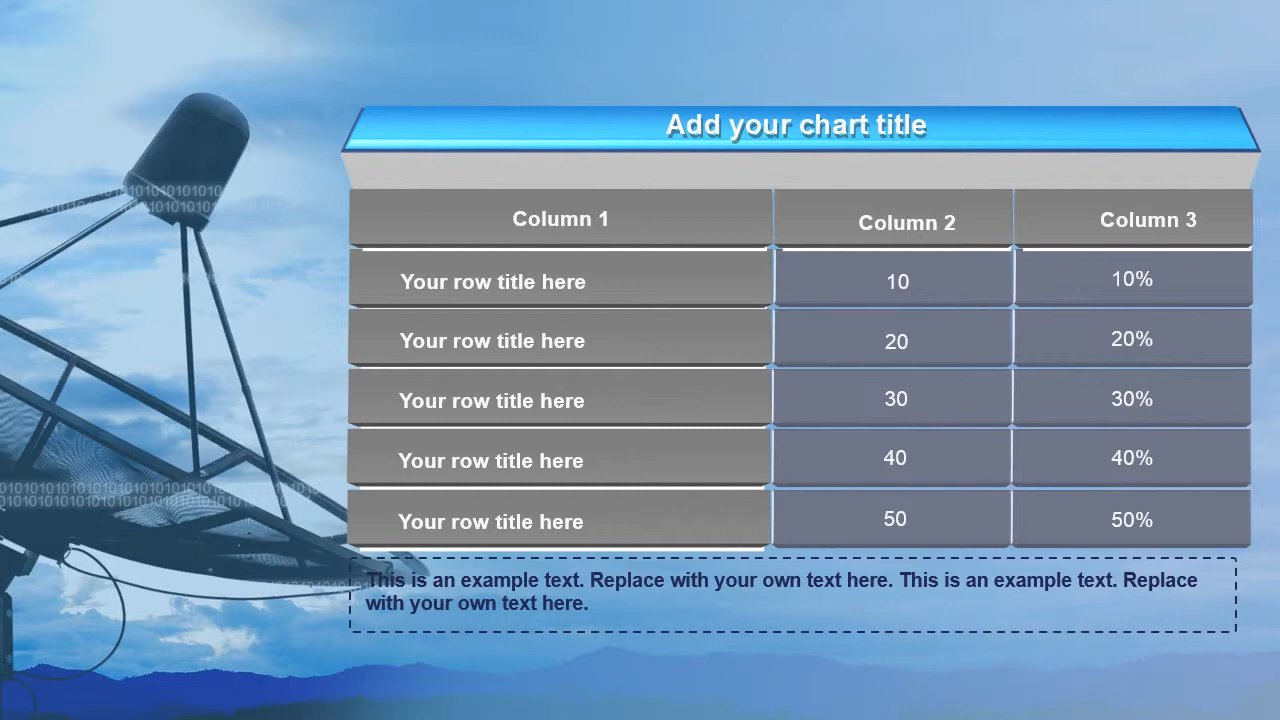 Add your chart title
Column 1 Column 2 Column 3
Your row title here 10 10%
Your row title here 20 20%
Your row title here 30 30%
Your row title here 40 40%
Your row title here 50 50%
This is an example text. Replace with your own text here. This is an example text. Replace
with your own text here.